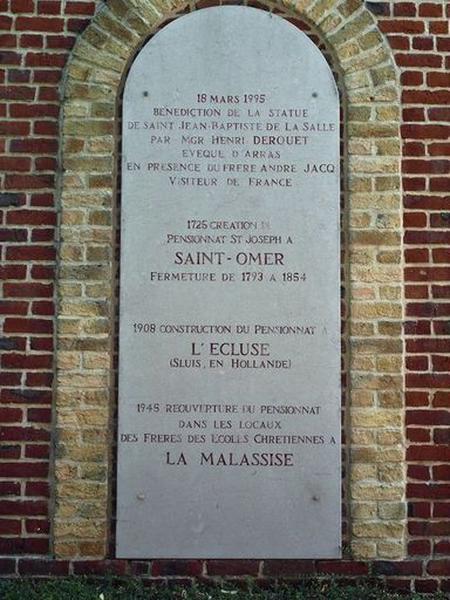 18 MARS 1995
BENEDICTION DE LA STATUE
DE SAINT JEAN-BAPTISTE DE LA SALLE
PAR MGR HENRI DEROUET
EVEQUE D'ARRAS
EN PRESENCE DU FRERE ANDRE JACQ
VISITEUR DE FRANCE
1725 CREATION DU
PENSIONNAT ST JOSEPH A
SAINT-OMER
FERMETURE DE 1793 A 1854
1908 CONSTRUCTION DU PENSIONNAT A
L'ECLUSE
(SLUIS, EN HOLLANDE)
1945 REOUVERTURE DU PENSIONNAT
DANS LES LOCAUX
DES FRERES DES ECOLES CHRETIENNES A
LA MALASSISE